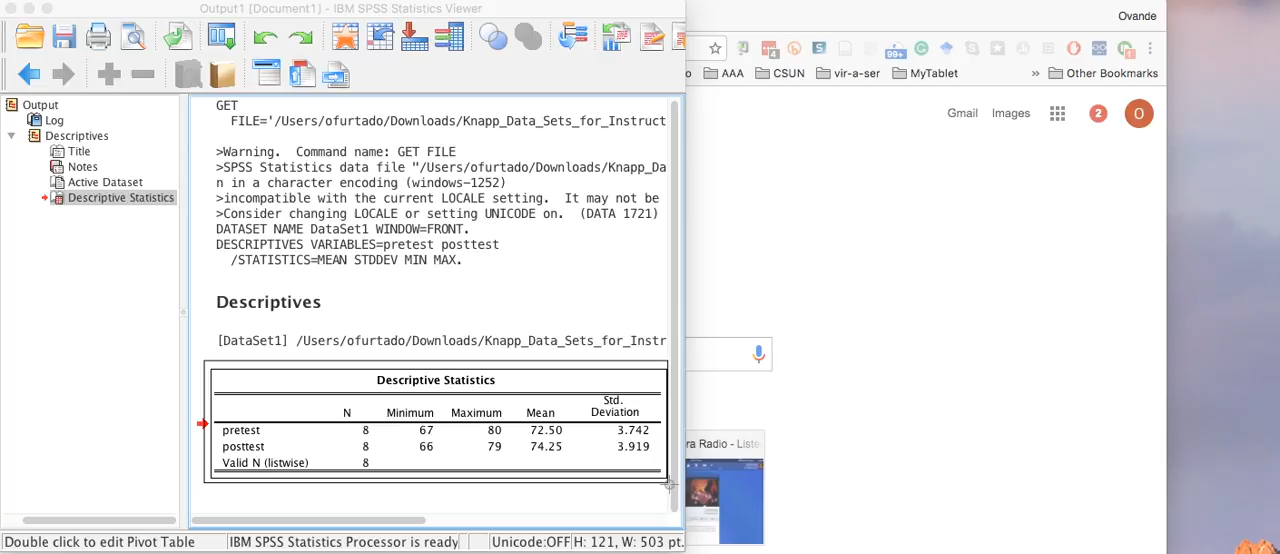 Output1 [Document1] - IBM SPSS Statistics Viewer
Output
Log
Descriptives
Title
Notes
Active Dataset
Descriptive Statistics
GET
FILE='/Users/ofurtado/Downloads/Knapp_Data_Sets_for_Instruct
>Warning. Command name: GET FILE
>SPSS Statistics data file "/Users/ofurtado/Downloads/Knapp_Da
n in a character encoding (windows-1252)
>incompatible with the current LOCALE setting. It may not be
>Consider changing LOCALE or setting UNICODE on. (DATA 1721)
DATASET NAME DataSet1 WINDOW=FRONT.
DESCRIPTIVES VARIABLES=pretest posttest
/STATISTICS=MEAN STDDEV MIN MAX.
Descriptives
[DataSet1] /Users/ofurtado/Downloads/Knapp_Data_Sets_for_Instr
Descriptive Statistics
N Minimum Maximum Mean Std. Deviation
pretest 8 67 80 72.50 3.742
posttest 8 66 79 74.25 3.919
Valid N (listwise) 8
Double click to edit Pivot Table IBM SPSS Statistics Processor is ready Unicode:OFF H: 121, W: 503 pt.
Ovande
4
S
99+
1
o AAA CSUN vir-a-ser MyTablet » Other Bookmarks
Gmail Images 2 O
ra Radio - Liste